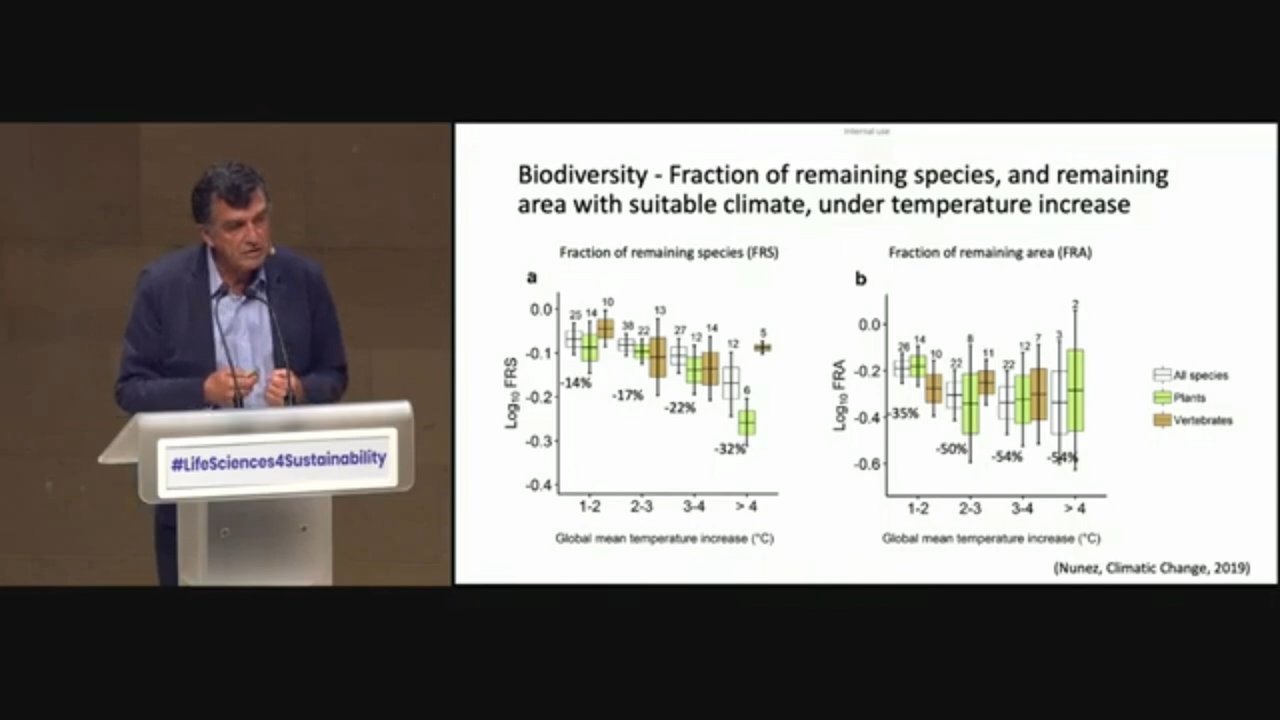 Internal use
Biodiversity - Fraction of remaining species, and remaining
area with suitable climate, under temperature increase
Fraction of remaining species (FRS)
a
0.0
-0.1
-0.2
-0.3
-0.4
Log10 FRS
25 14 10
38 22 13
27 12 14
12 6 5
-14%
-17%
-22%
-32%
1-2 2-3 3-4 > 4
Global mean temperature increase (°C)
Fraction of remaining area (FRA)
b
0.0
-0.2
-0.4
-0.6
Log10 FRA
26 14 10
22 8 11
22 12 7
3 2
-35%
-50%
-54%
-54%
1-2 2-3 3-4 > 4
Global mean temperature increase (°C)
All species
Plants
Vertebrates
(Nunez, Climatic Change, 2019)
#LifeSciences4Sustainability